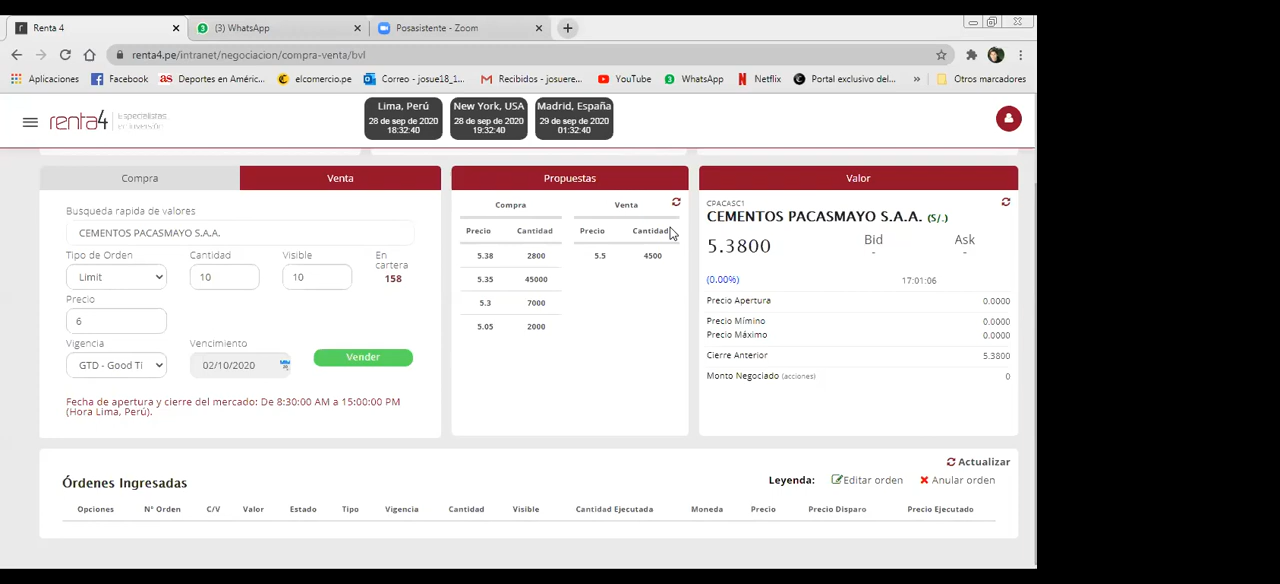 Renta 4
(3) WhatsApp
Posasistente - Zoom
renta4.pe/intranet/negociacion/compra-venta/bvl
Aplicaciones
Facebook
as Deportes en Améric...
elcomercio.pe
Correo - josue18_1...
Recibidos - josuere...
YouTube
WhatsApp
Netflix
Portal exclusivo del...
»
Otros marcadores
renta4
Especialistas en Inversión
Lima, Perú
28 de sep de 2020
18:32:40
New York, USA
28 de sep de 2020
19:32:40
Madrid, España
29 de sep de 2020
01:32:40
Compra
Venta
Busqueda rapida de valores
CEMENTOS PACASMAYO S.A.A.
Tipo de Orden
Cantidad
Visible
En cartera
Limit
10
10
158
Precio
6
Vigencia
Vencimiento
GTD - Good Ti
02/10/2020
Vender
Fecha de apertura y cierre del mercado: De 8:30:00 AM a 15:00:00 PM
(Hora Lima, Perú).
Propuestas
Compra
Venta
Precio
Cantidad
Precio
Cantidad
5.38
2800
5.5
4500
5.35
45000
5.3
7000
5.05
2000
Valor
CPACASC1
CEMENTOS PACASMAYO S.A.A. (S/.)
5.3800
Bid
Ask
-
-
(0.00%)
17:01:06
Precio Apertura
0.0000
Precio Mímino
0.0000
Precio Máximo
0.0000
Cierre Anterior
5.3800
Monto Negociado (acciones)
0
Actualizar
Órdenes Ingresadas
Leyenda:
Editar orden
Anular orden
Opciones
N° Orden
C/V
Valor
Estado
Tipo
Vigencia
Cantidad
Visible
Cantidad Ejecutada
Moneda
Precio
Precio Disparo
Precio Ejecutado